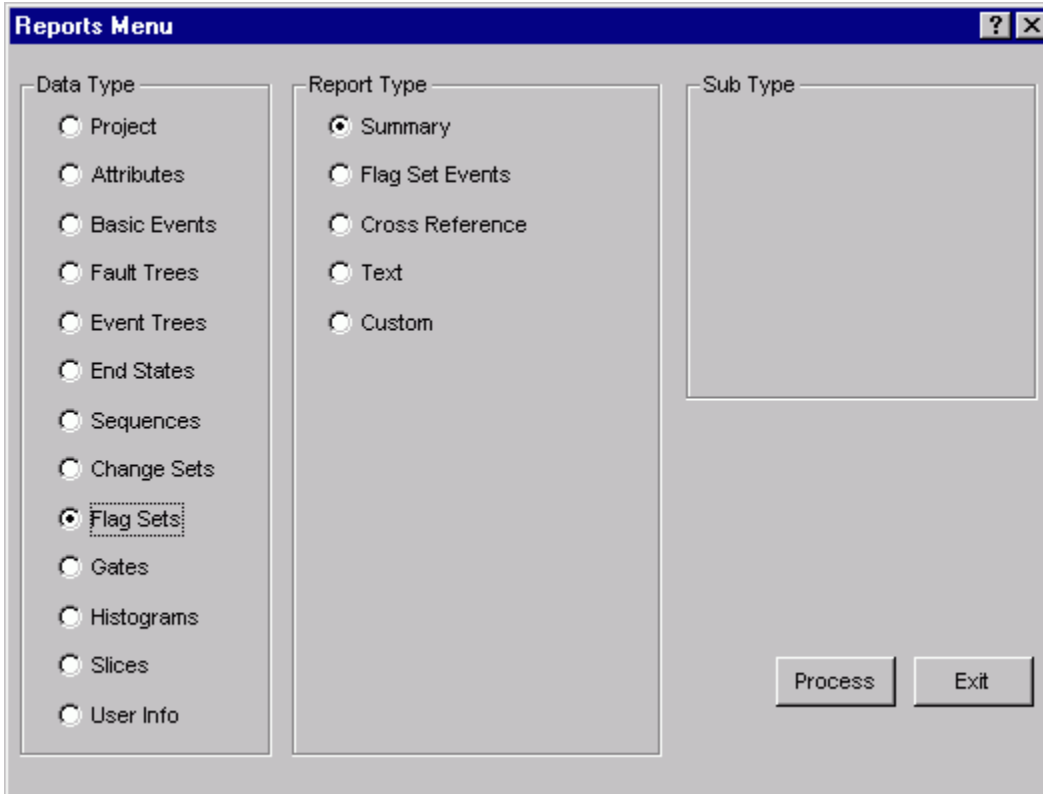 Reports Menu
Data Type
Project
Attributes
Basic Events
Fault Trees
Event Trees
End States
Sequences
Change Sets
Flag Sets
Gates
Histograms
Slices
User Info
Report Type
Summary
Flag Set Events
Cross Reference
Text
Custom
Sub Type
Process
Exit